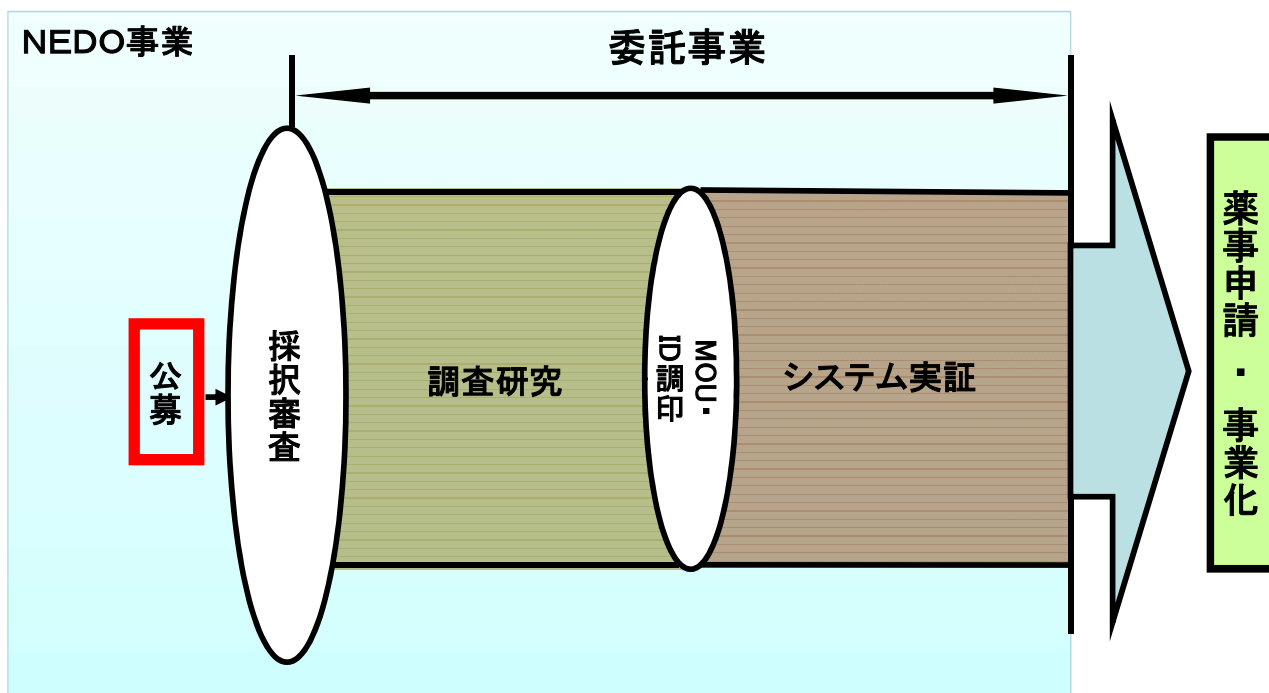 NEDO事業
委託事業
公募
採択審査
調査研究
MOU・
ID調印
システム実証
薬事申請・事業化